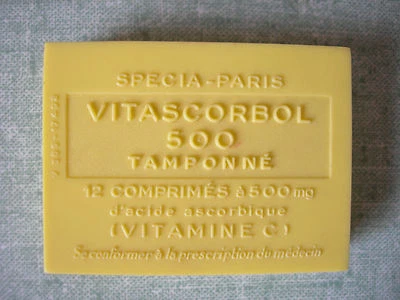 SPECIA-PARIS
VITASCORBOL
500
TAMPONNÉ
12 COMPRIMÉS à 500 mg
d'acide ascorbique
(VITAMINE C)
Se conformer à la prescription du médecin